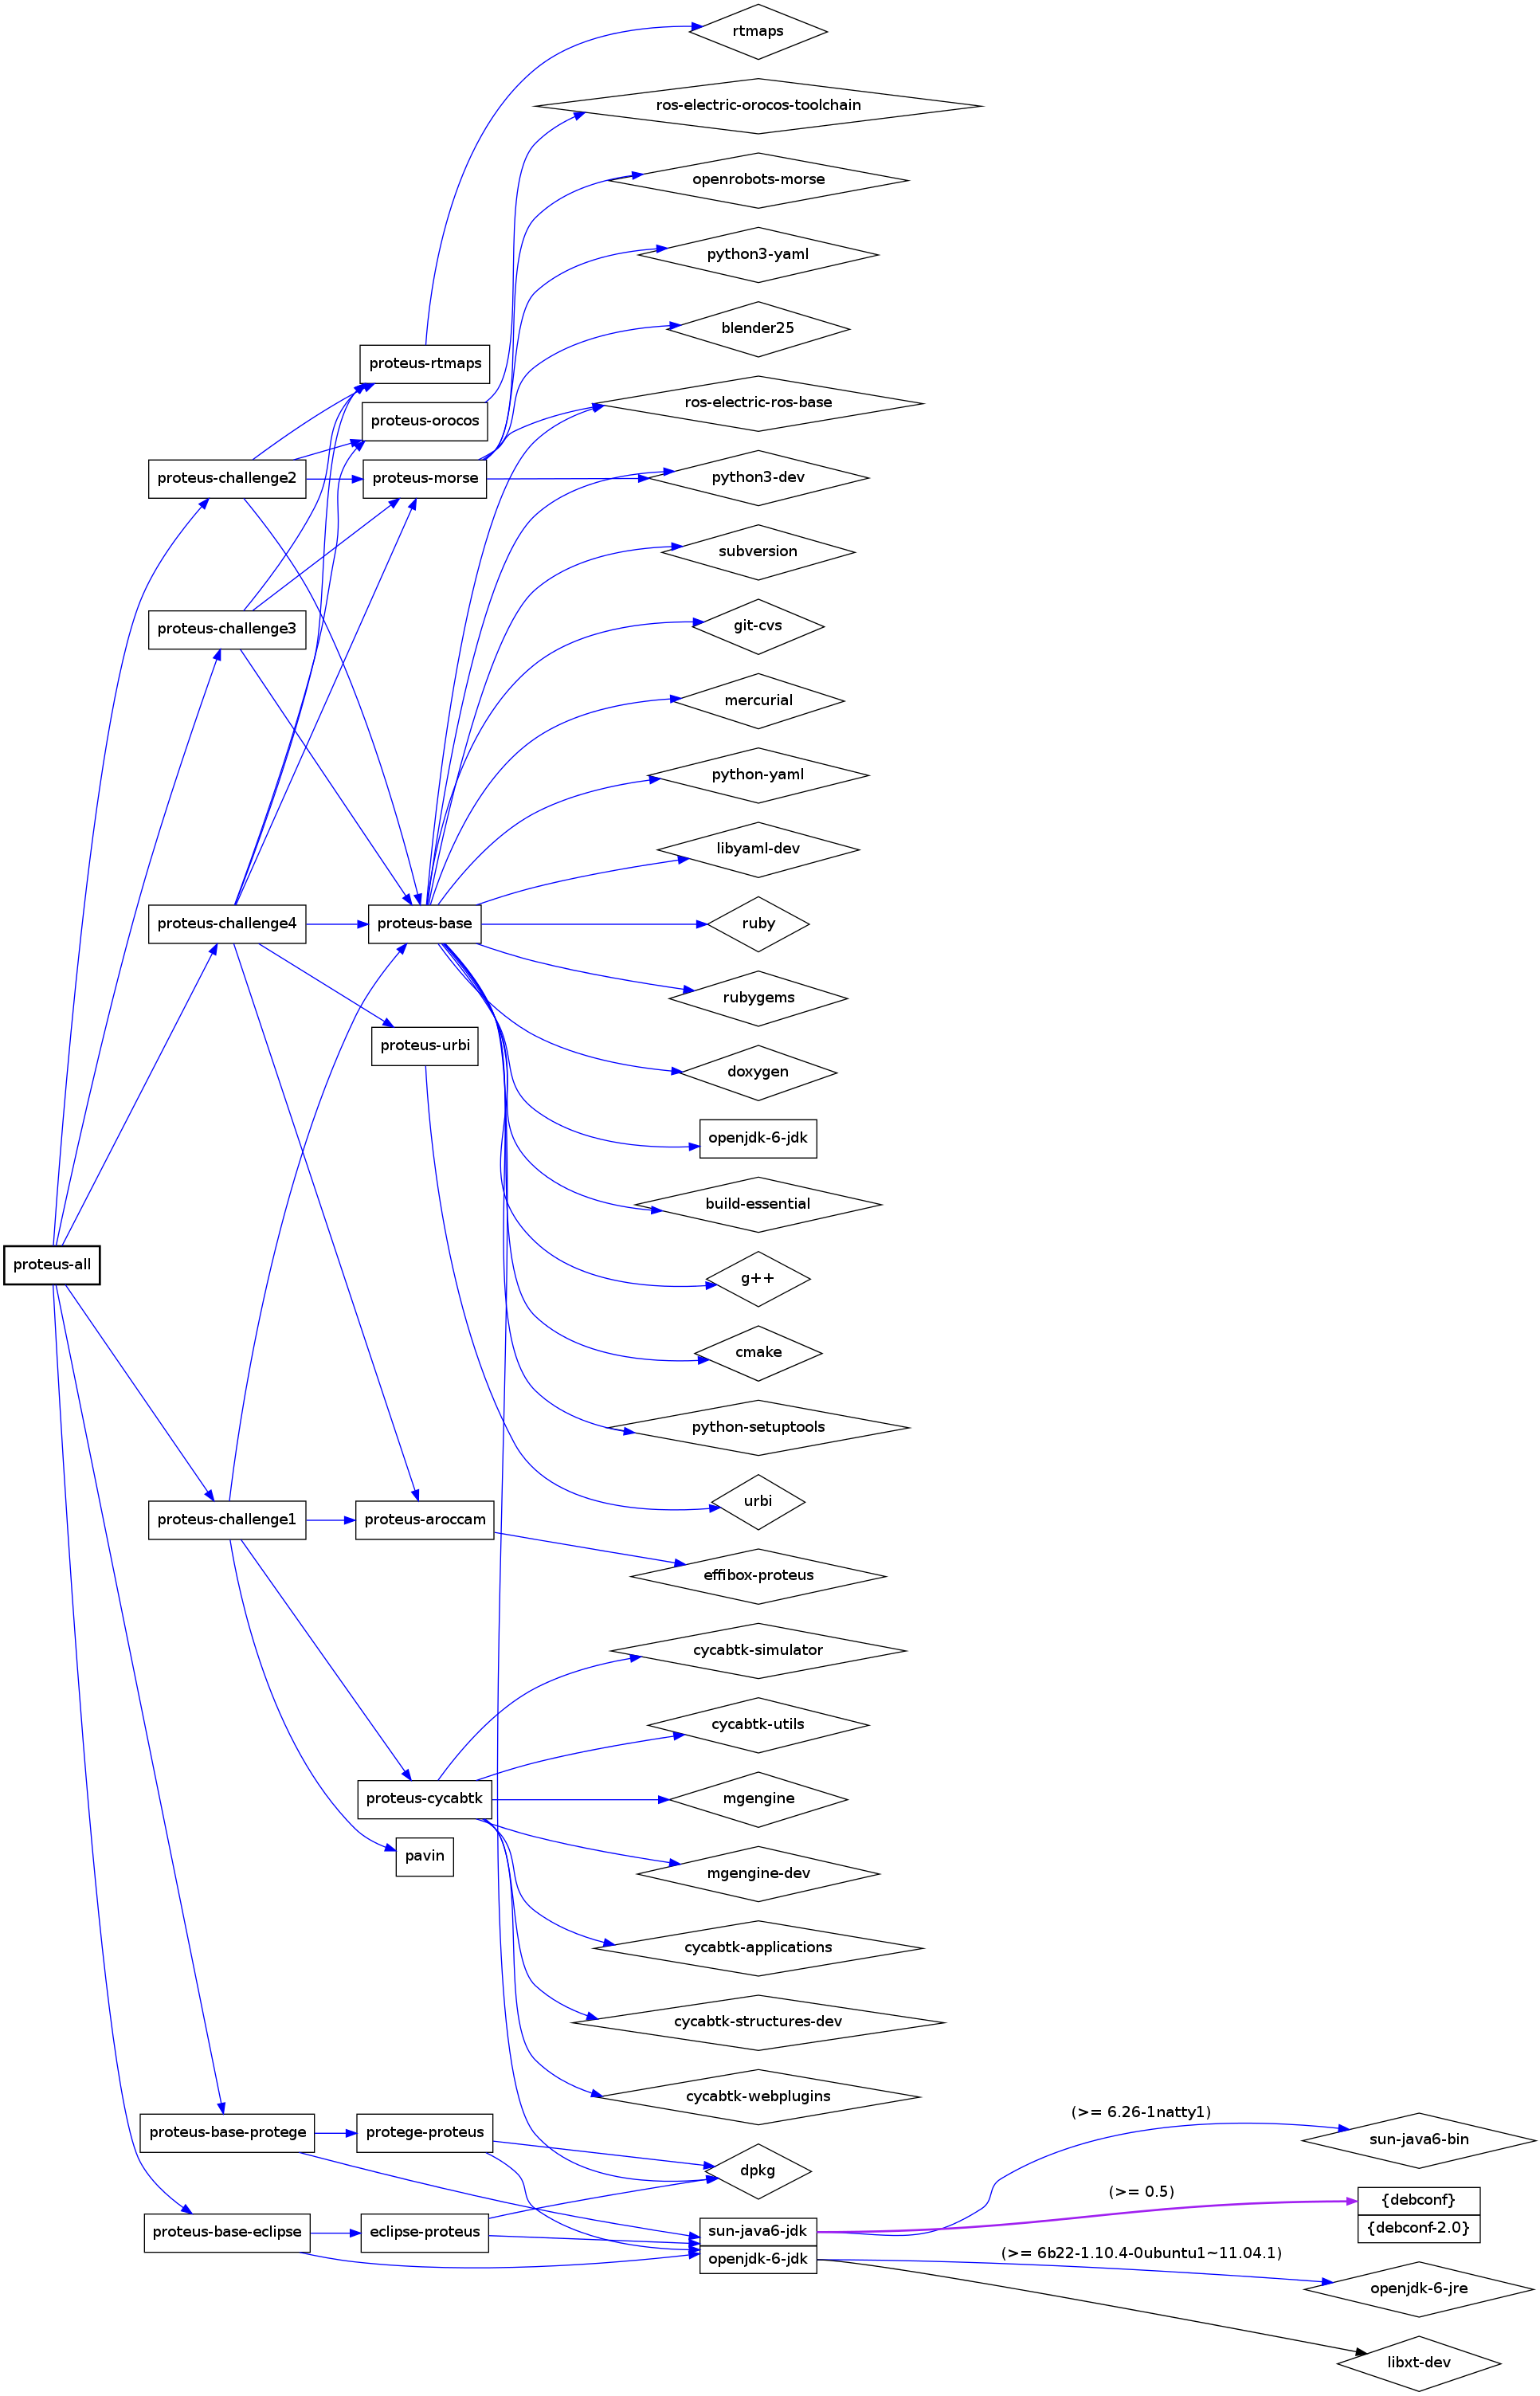 rtmaps
ros-electric-orocos-toolchain
openrobots-morse
python3-yaml
blender25
proteus-rtmaps
ros-electric-ros-base
proteus-orocos
proteus-challenge2
proteus-morse
python3-dev
subversion
git-cvs
proteus-challenge3
mercurial
python-yaml
libyaml-dev
proteus-challenge4
proteus-base
ruby
rubygems
proteus-urbi
doxygen
openjdk-6-jdk
build-essential
proteus-all
g++
cmake
python-setuptools
urbi
proteus-challenge1
proteus-aroccam
effibox-proteus
cycabtk-simulator
cycabtk-utils
proteus-cycabtk
mgengine
pavin
mgengine-dev
cycabtk-applications
cycabtk-structures-dev
cycabtk-webplugins
(>= 6.26-1natty1)
proteus-base-protege
protege-proteus
sun-java6-bin
dpkg
(>= 0.5)
{debconf}
{debconf-2.0}
proteus-base-eclipse
eclipse-proteus
sun-java6-jdk
openjdk-6-jdk
(>= 6b22-1.10.4-0ubuntu1~11.04.1)
openjdk-6-jre
libxt-dev